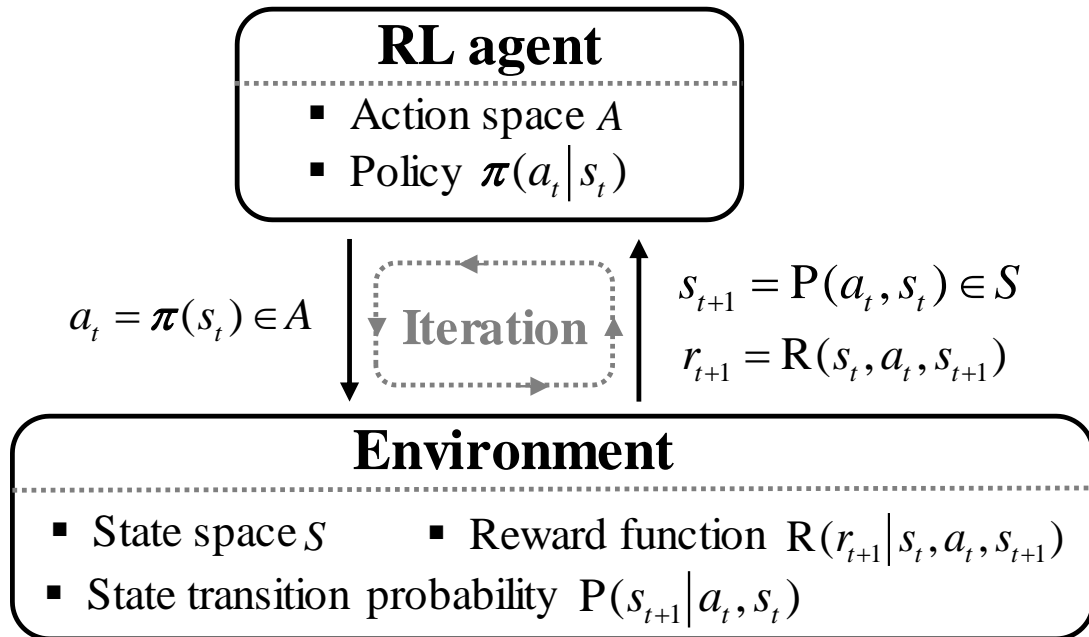 RL agent
▪ Action space A
▪ Policy π(a_t|s_t)
a_t = π(s_t) ∈ A
Iteration
s_{t+1} = P(a_t, s_t) ∈ S
r_{t+1} = R(s_t, a_t, s_{t+1})
Environment
▪ State space S ▪ Reward function R(r_{t+1}|s_t, a_t, s_{t+1})
▪ State transition probability P(s_{t+1}|a_t, s_t)